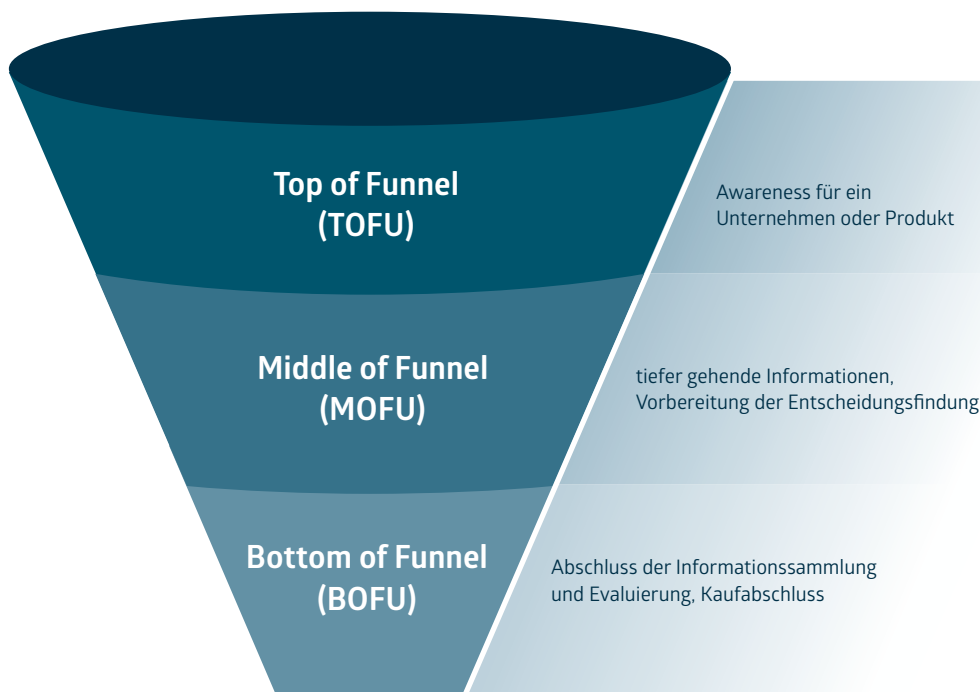 Top of Funnel
(TOFU)
Awareness für ein
Unternehmen oder Produkt
Middle of Funnel
(MOFU)
tiefer gehende Informationen,
Vorbereitung der Entscheidungsfindung
Bottom of Funnel
(BOFU)
Abschluss der Informationssammlung
und Evaluierung, Kaufabschluss